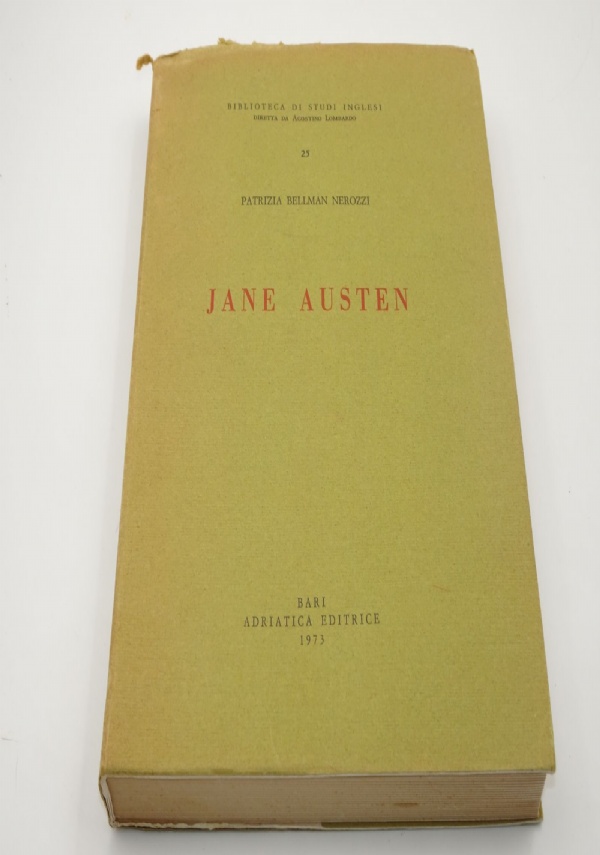 BIBLIOTECA DI STUDI INGLESI
DIRETTA DA AGOSTINO LOMBARDO
25
PATRIZIA BELLMAN NEROZZI
JANE AUSTEN
BARI
ADRIATICA EDITRICE
1973